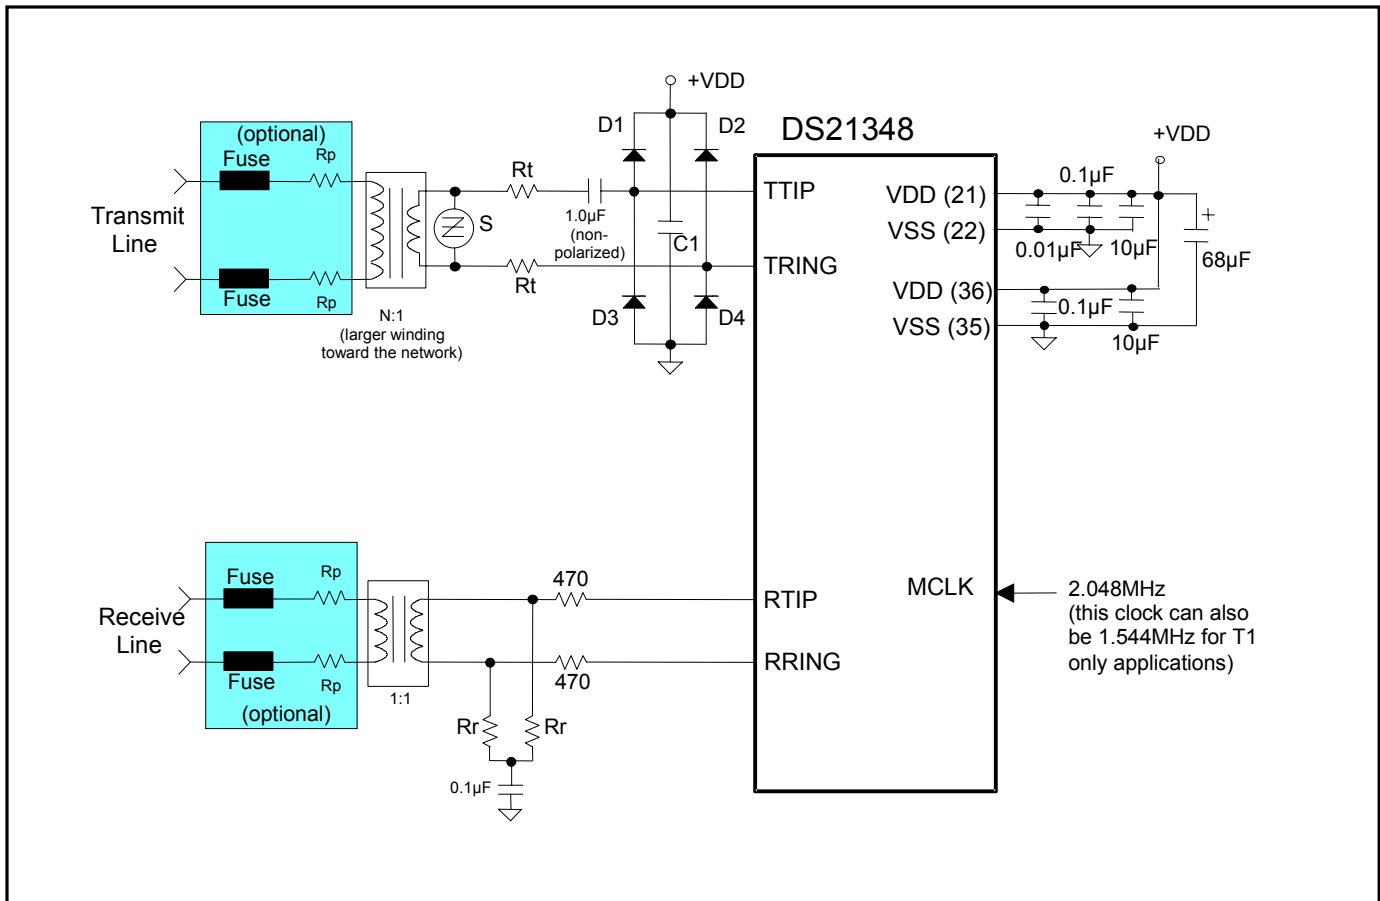 +VDD
(optional)
Fuse
Rp
D1
D2
DS21348
+VDD
Rt
0.1µF
TTIP
VDD (21)
Transmit
Line
S
1.0µF
(non-
polarized)
C1
VSS (22)
0.01µF
10µF
68µF
+
TRING
Fuse
Rp
Rt
VDD (36)
0.1µF
N:1
(larger winding
toward the network)
D3
D4
VSS (35)
10µF
Fuse
Rp
470
RTIP
MCLK
2.048MHz
(this clock can also
be 1.544MHz for T1
only applications)
Receive
Line
RRING
Fuse
Rp
470
(optional)
1:1
Rr
Rr
0.1µF